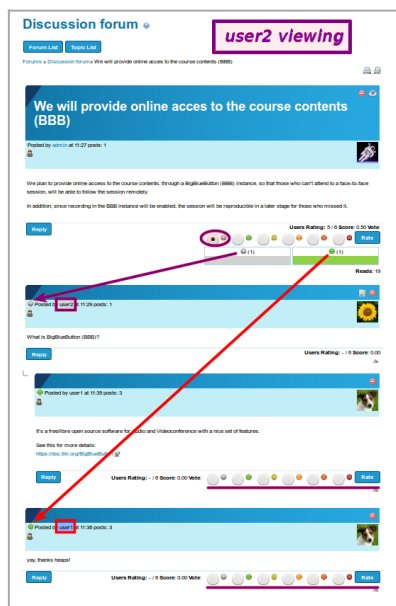 Discussion forum
user2 viewing
Forum List Topic List
Forums » Discussion forum» We will provide online acces to the course contents (BBB)
We will provide online acces to the course contents
(BBB)
Posted by admin at 11:27 posts: 1
We plan to provide online access to the course contents, through a BigBlueButton (BBB) instance, so that those who can't attend to a face-to-face
session, will be able to follow the session remotely.
In addition, since recording in the BBB instance will be enabled, the session will be reproducible in a later stage for those who missed it.
Reply
Users Rating: 5 / 6 Score: 0.50 Vote:
Rate
(1) (1)
Reads: 19
Posted by user2 at 11:29 posts: 1
What is BigBlueButton (BBB)?
Reply
Users Rating: - / 6 Score: 0.00
Posted by user1 at 11:39 posts: 3
It's a free/libre open source software for Audio and Videoconference with a nice set of features.
See this for more details:
https://doc.tiki.org/BigBlueButton
Reply Users Rating: - / 6 Score: 0.00 Vote: Rate
Posted by user1 at 11:38 posts: 3
yay, thanks heaps!
Reply Users Rating: - / 6 Score: 0.00 Vote: Rate